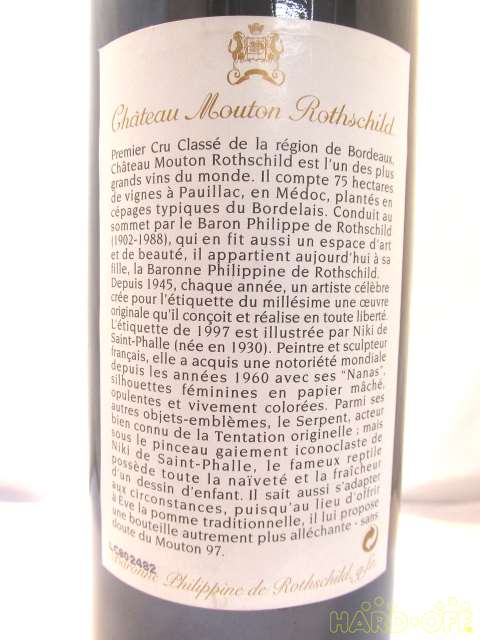 Château Mouton Rothschild
Premier Cru Classé de la région de Bordeaux,
Château Mouton Rothschild est l'un des plus
grands vins du monde. Il compte 75 hectares
de vignes à Pauillac, en Médoc, plantés en
cépages typiques du Bordelais. Conduit au
sommet par le Baron Philippe de Rothschild
(1902-1988), qui en fit aussi un espace d'art
et de beauté, il appartient aujourd'hui à sa
fille, la Baronne Philippine de Rothschild.
Depuis 1945, chaque année, un artiste célèbre
crée pour l'étiquette du millésime une œuvre
originale qu'il conçoit et réalise en toute liberté.
L'étiquette de 1997 est illustrée par Niki de
Saint-Phalle (née en 1930). Peintre et sculpteur
français, elle a acquis une notoriété mondiale
depuis les années 1960 avec ses "Nanas",
silhouettes féminines en papier mâché,
opulentes et vivement colorées. Parmi ses
autres objets-emblèmes, le Serpent, acteur
bien connu de la Tentation originelle ; mais
sous le pinceau gaiement iconoclaste de
Niki de Saint-Phalle, le fameux reptile
possède toute la naïveté et la fraîcheur
d'un dessin d'enfant. Il sait aussi s'adapter
aux circonstances, puisqu'au lieu d'offrir
à Ève la pomme traditionnelle, il lui propose
une bouteille autrement plus alléchante - sans
doute du Mouton 97.
LC802482
Baronne Philippine de Rothschild, g.f.a.
HARD-OFF